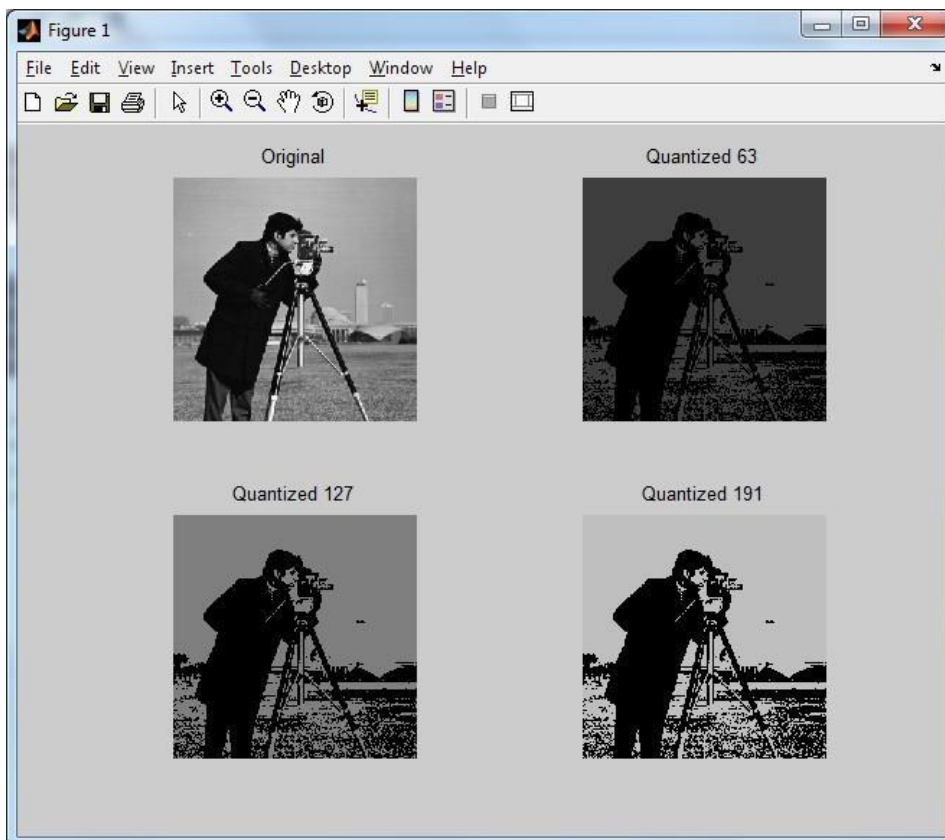 Figure 1
File Edit View Insert Tools Desktop Window Help
Original
Quantized 63
Quantized 127
Quantized 191